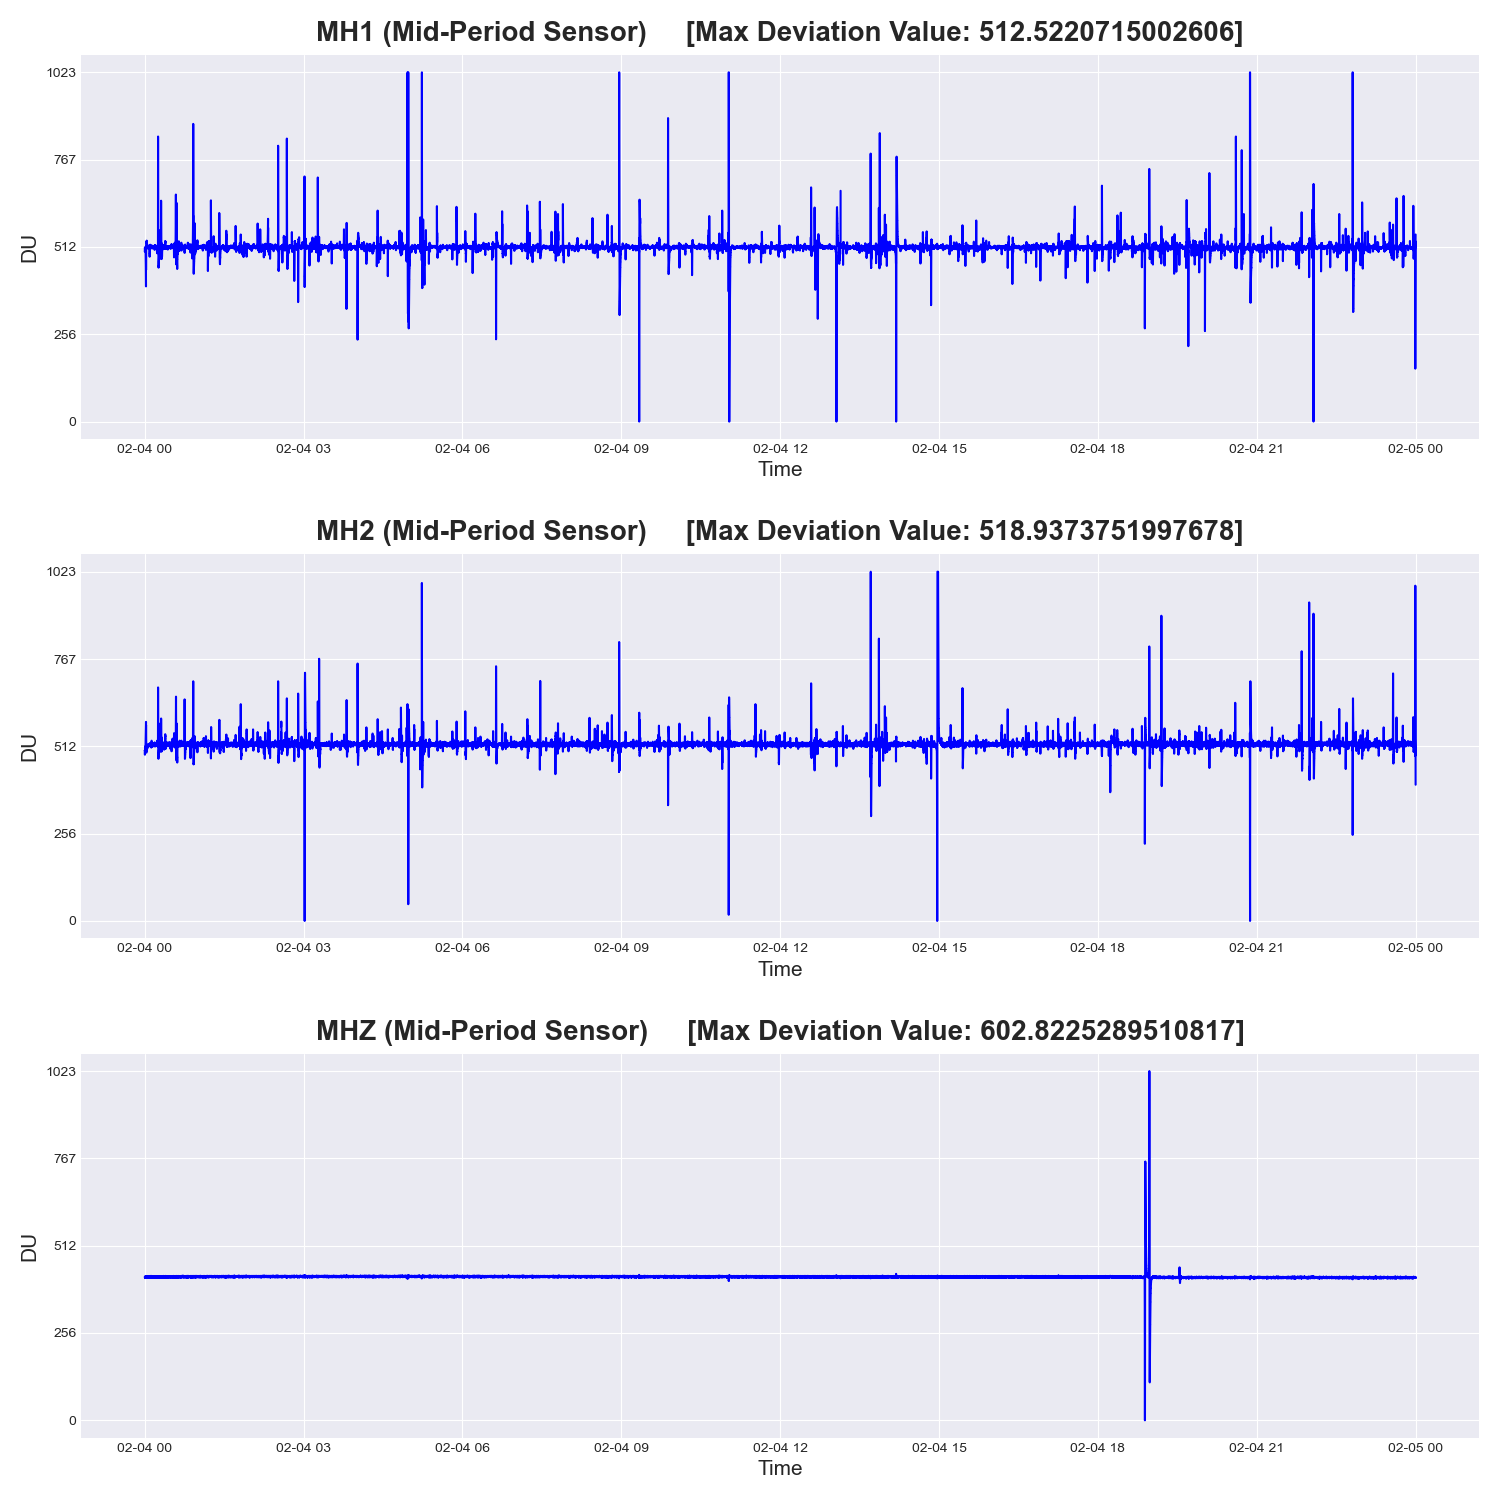 MH1 (Mid-Period Sensor) [Max Deviation Value: 512.5220715002606]
1023
767
512
256
0
DU
02-04 00 02-04 03 02-04 06 02-04 09 02-04 12 02-04 15 02-04 18 02-04 21 02-05 00
Time
MH2 (Mid-Period Sensor) [Max Deviation Value: 518.9373751997678]
1023
767
512
256
0
DU
02-04 00 02-04 03 02-04 06 02-04 09 02-04 12 02-04 15 02-04 18 02-04 21 02-05 00
Time
MHZ (Mid-Period Sensor) [Max Deviation Value: 602.8225289510817]
1023
767
512
256
0
DU
02-04 00 02-04 03 02-04 06 02-04 09 02-04 12 02-04 15 02-04 18 02-04 21 02-05 00
Time